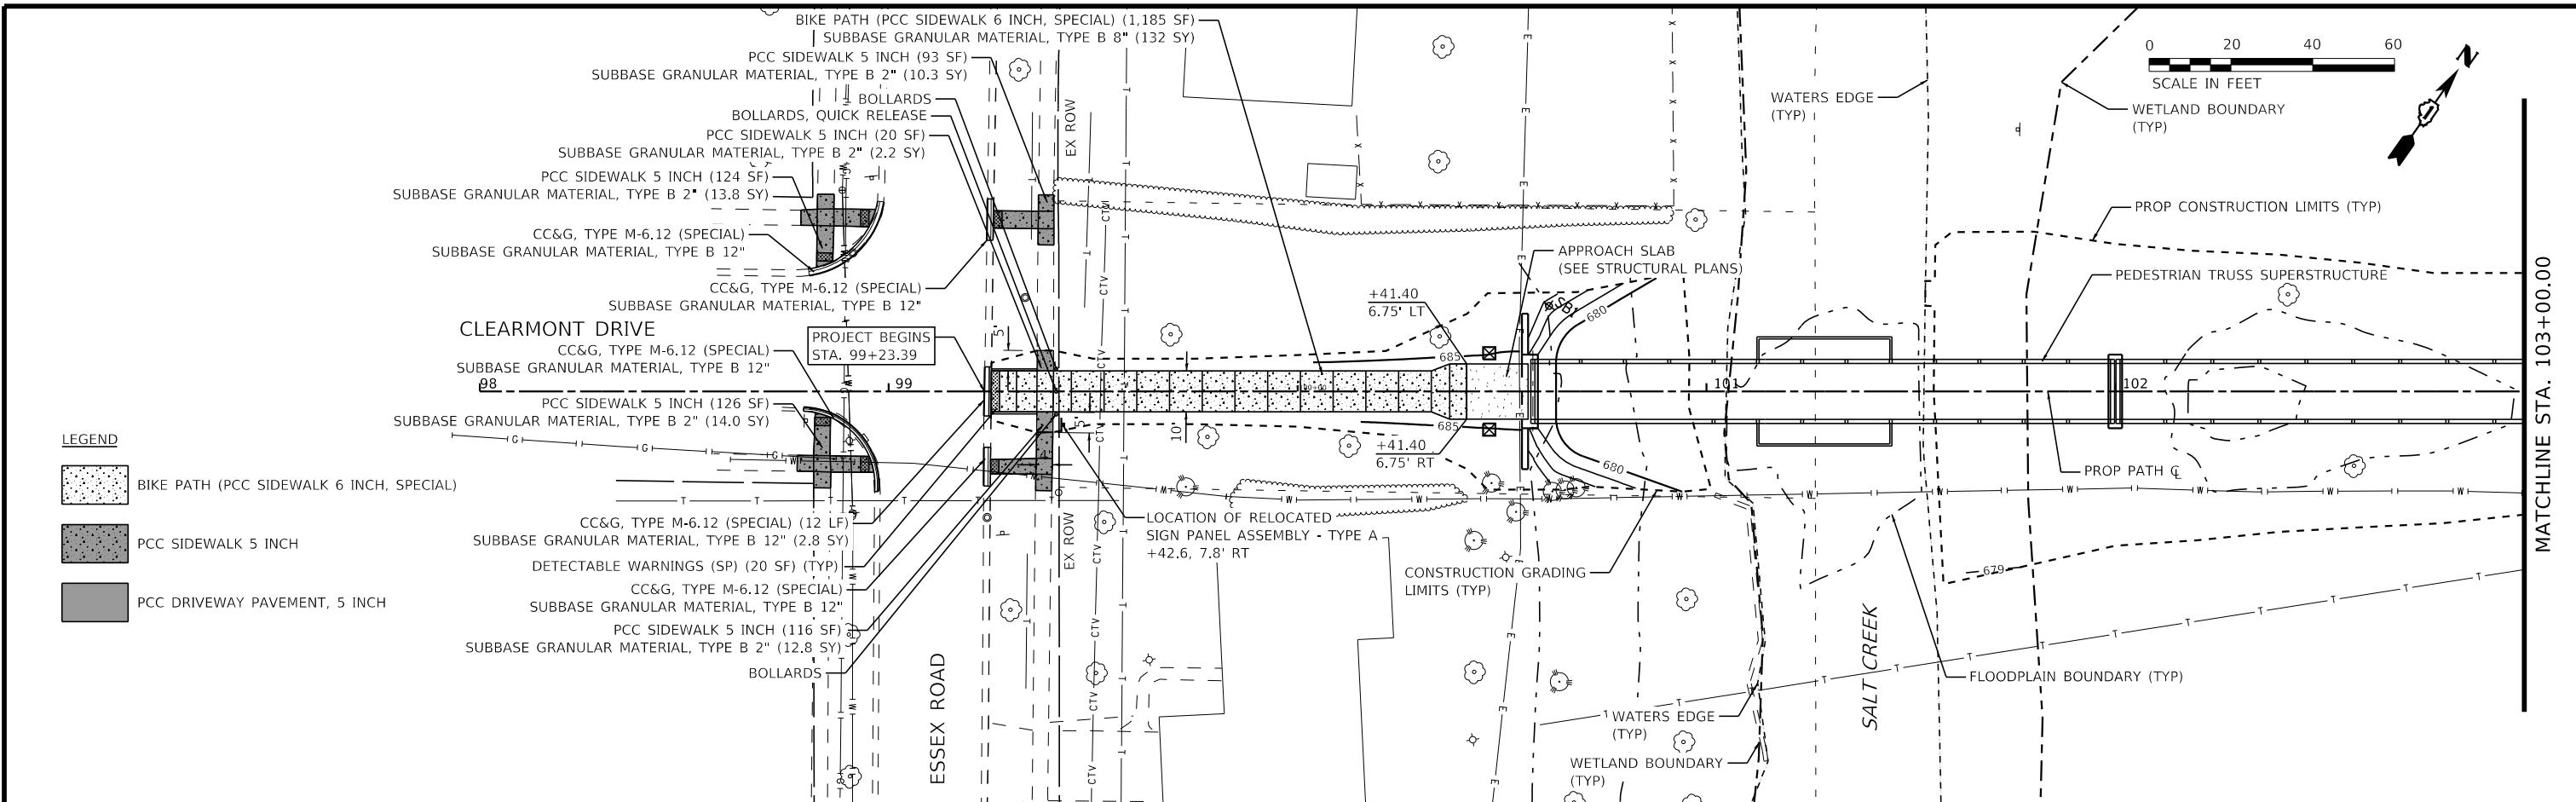 BIKE PATH (PCC SIDEWALK 6 INCH, SPECIAL) (1,185 SF)
SUBBASE GRANULAR MATERIAL, TYPE B 8" (132 SY)
PCC SIDEWALK 5 INCH (93 SF)
SUBBASE GRANULAR MATERIAL, TYPE B 2" (10.3 SY)
BOLLARDS
BOLLARDS, QUICK RELEASE
PCC SIDEWALK 5 INCH (20 SF)
SUBBASE GRANULAR MATERIAL, TYPE B 2" (2.2 SY)
PCC SIDEWALK 5 INCH (124 SF)
SUBBASE GRANULAR MATERIAL, TYPE B 2" (13.8 SY)
CC&G, TYPE M-6.12 (SPECIAL)
SUBBASE GRANULAR MATERIAL, TYPE B 12"
CC&G, TYPE M-6.12 (SPECIAL)
SUBBASE GRANULAR MATERIAL, TYPE B 12"
CLEARMONT DRIVE
PROJECT BEGINS
STA. 99+23.39
CC&G, TYPE M-6.12 (SPECIAL)
SUBBASE GRANULAR MATERIAL, TYPE B 12"
98
99
101
102
PCC SIDEWALK 5 INCH (126 SF)
SUBBASE GRANULAR MATERIAL, TYPE B 2" (14.0 SY)
LEGEND
BIKE PATH (PCC SIDEWALK 6 INCH, SPECIAL)
PCC SIDEWALK 5 INCH
PCC DRIVEWAY PAVEMENT, 5 INCH
CC&G, TYPE M-6.12 (SPECIAL) (12 LF)
SUBBASE GRANULAR MATERIAL, TYPE B 12" (2.8 SY)
DETECTABLE WARNINGS (SP) (20 SF) (TYP)
CC&G, TYPE M-6.12 (SPECIAL)
SUBBASE GRANULAR MATERIAL, TYPE B 12"
PCC SIDEWALK 5 INCH (116 SF)
SUBBASE GRANULAR MATERIAL, TYPE B 2" (12.8 SY)
BOLLARDS
ESSEX ROAD
EX ROW
EX ROW
5'
5'
10'
LOCATION OF RELOCATED
SIGN PANEL ASSEMBLY - TYPE A
+42.6, 7.8' RT
+41.40
6.75' LT
+41.40
6.75' RT
685
685
680
680
679
APPROACH SLAB
(SEE STRUCTURAL PLANS)
CONSTRUCTION GRADING
LIMITS (TYP)
WATERS EDGE
(TYP)
WETLAND BOUNDARY
(TYP)
SALT CREEK
WATERS EDGE
(TYP)
WETLAND BOUNDARY
(TYP)
0 20 40 60
SCALE IN FEET
N
PROP CONSTRUCTION LIMITS (TYP)
PEDESTRIAN TRUSS SUPERSTRUCTURE
PROP PATH ℄
FLOODPLAIN BOUNDARY (TYP)
MATCHLINE STA. 103+00.00